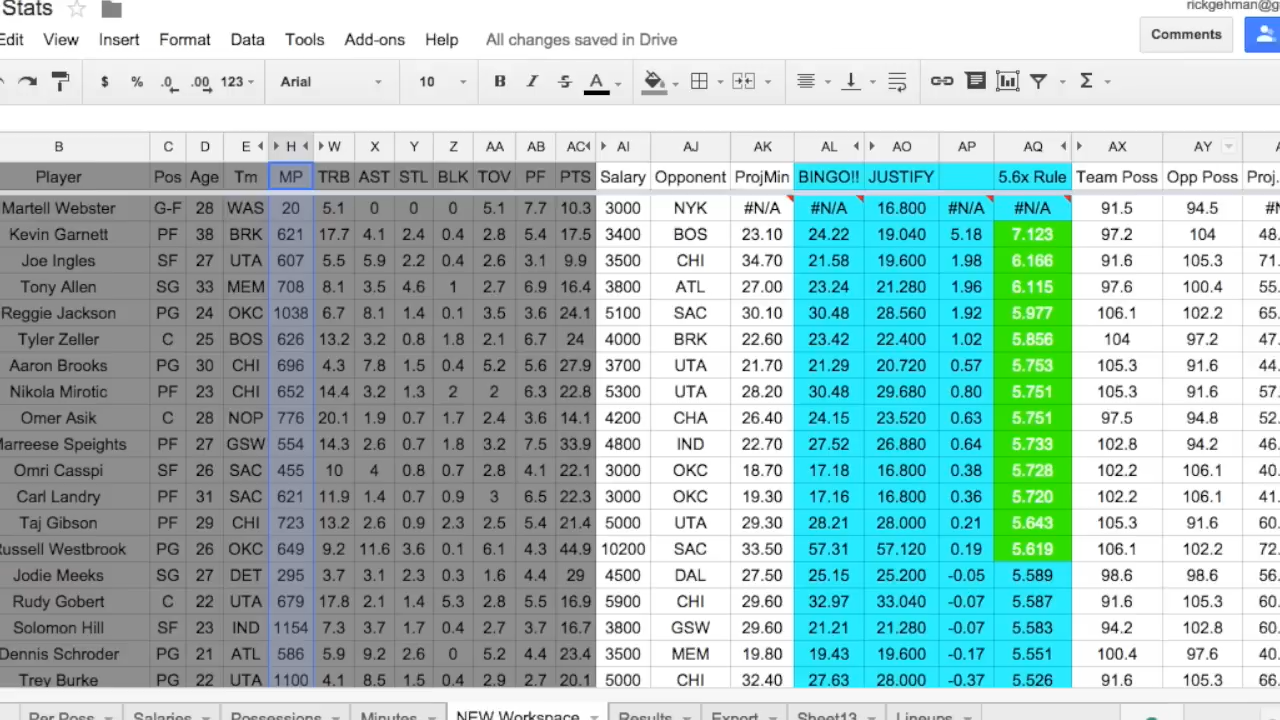 Stats rickgehman@g
Edit View Insert Format Data Tools Add-ons Help All changes saved in Drive Comments
$ % .0 .00 123 Arial 10 B I S A Σ
B C D E H W X Y Z AA AB AC AI AJ AK AL AO AP AQ AX AY
Player Pos Age Tm MP TRB AST STL BLK TOV PF PTS Salary Opponent ProjMin BINGO!! JUSTIFY 5.6x Rule Team Poss Opp Poss Proj.
Martell Webster G-F 28 WAS 20 5.1 0 0 0 5.1 7.7 10.3 3000 NYK #N/A #N/A 16.800 #N/A #N/A 91.5 94.5 #N
Kevin Garnett PF 38 BRK 621 17.7 4.1 2.4 0.4 2.8 5.4 17.5 3400 BOS 23.10 24.22 19.040 5.18 7.123 97.2 104 48.
Joe Ingles SF 27 UTA 607 5.5 5.9 2.2 0.4 2.6 3.1 9.9 3500 CHI 34.70 21.58 19.600 1.98 6.166 91.6 105.3 71.
Tony Allen SG 33 MEM 708 8.1 3.5 4.6 1 2.7 6.9 16.4 3800 ATL 27.00 23.24 21.280 1.96 6.115 97.6 100.4 55.
Reggie Jackson PG 24 OKC 1038 6.7 8.1 1.4 0.1 3.5 3.6 24.1 5100 SAC 30.10 30.48 28.560 1.92 5.977 106.1 102.2 65.
Tyler Zeller C 25 BOS 626 13.2 3.2 0.8 1.8 2.1 6.7 24 4000 BRK 22.60 23.42 22.400 1.02 5.856 104 97.2 47.
Aaron Brooks PG 30 CHI 696 4.3 7.8 1.5 0.4 5.2 5.6 27.9 3700 UTA 21.70 21.29 20.720 0.57 5.753 105.3 91.6 44.
Nikola Mirotic PF 23 CHI 652 14.4 3.2 1.3 2 2 6.3 22.8 5300 UTA 28.20 30.48 29.680 0.80 5.751 105.3 91.6 57.
Omer Asik C 28 NOP 776 20.1 1.9 0.7 1.7 2.4 3.6 14.1 4200 CHA 26.40 24.15 23.520 0.63 5.751 97.5 94.8 52.
Marreese Speights PF 27 GSW 554 14.3 2.6 0.7 1.8 3.2 7.5 33.9 4800 IND 22.70 27.52 26.880 0.64 5.733 102.8 94.2 46.
Omri Casspi SF 26 SAC 455 10 4 0.8 0.7 2.8 4.1 22.1 3000 OKC 18.70 17.18 16.800 0.38 5.728 102.2 106.1 40.
Carl Landry PF 31 SAC 621 11.9 1.4 0.7 0.9 3 6.5 22.3 3000 OKC 19.30 17.16 16.800 0.36 5.720 102.2 106.1 41.
Taj Gibson PF 29 CHI 723 13.2 2.6 0.9 2.3 2.5 5.4 21.4 5000 UTA 29.30 28.21 28.000 0.21 5.643 105.3 91.6 60.
Russell Westbrook PG 26 OKC 649 9.2 11.6 3.6 0.1 6.1 4.3 44.9 10200 SAC 33.50 57.31 57.120 0.19 5.619 106.1 102.2 72.
Jodie Meeks SG 27 DET 295 3.7 3.1 2.3 0.3 1.6 4.4 29 4500 DAL 27.50 25.15 25.200 -0.05 5.589 98.6 98.6 56.
Rudy Gobert C 22 UTA 679 17.8 2.1 1.4 5.3 2.8 5.5 16.9 5900 CHI 29.60 32.97 33.040 -0.07 5.587 91.6 105.3 60.
Solomon Hill SF 23 IND 1154 7.3 3.7 1.7 0.4 2.7 3.7 16.7 3800 GSW 29.60 21.21 21.280 -0.07 5.583 94.2 102.8 60.
Dennis Schroder PG 21 ATL 586 5.9 9.2 2.6 0 5.2 4.4 23.4 3500 MEM 19.80 19.43 19.600 -0.17 5.551 100.4 97.6 40.
Trey Burke PG 22 UTA 1100 4.1 8.5 1.5 0.4 2.9 2.7 20.1 5000 CHI 32.40 27.63 28.000 -0.37 5.526 91.6 105.3 66.
Per Poss Salaries Possessions Minutes NEW Workspace Results Export Sheet13 Lineups